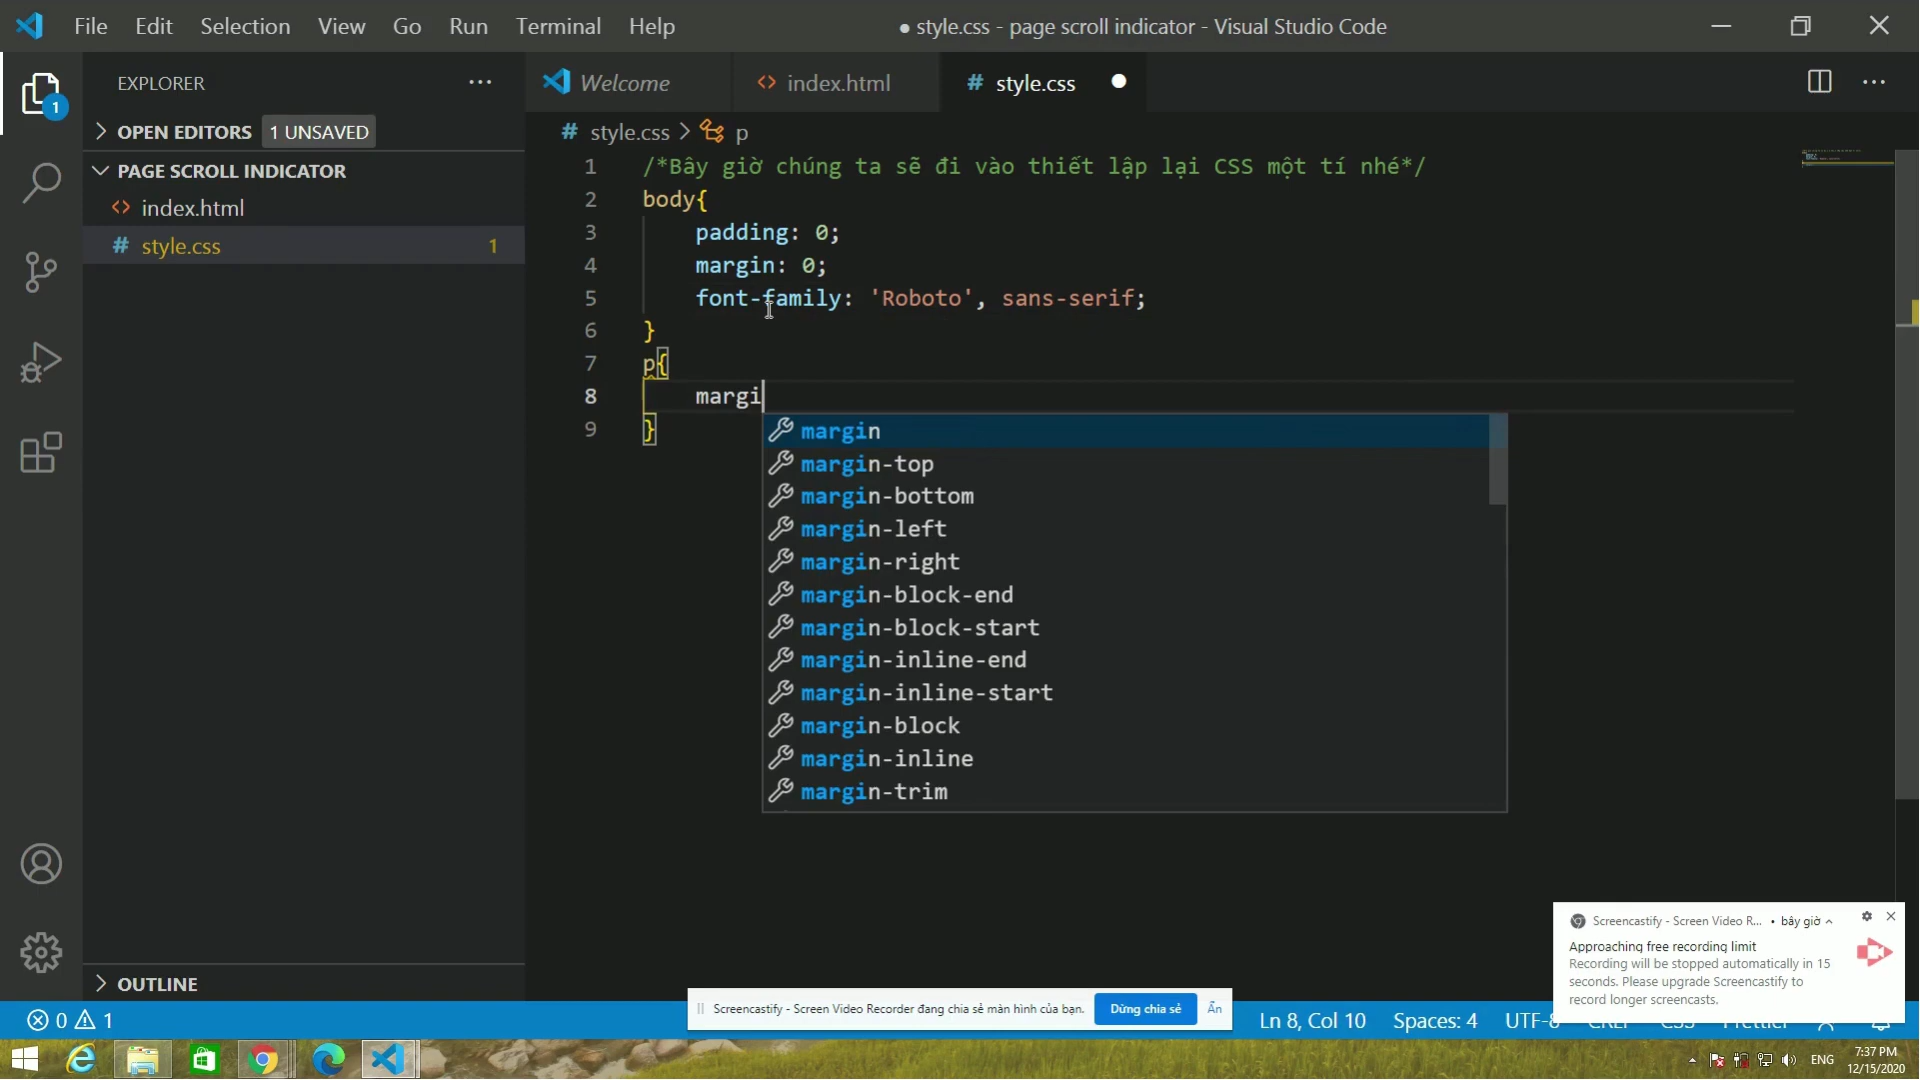 File Edit Selection View Go Run Terminal Help
● style.css - page scroll indicator - Visual Studio Code
EXPLORER
OPEN EDITORS 1 UNSAVED
PAGE SCROLL INDICATOR
index.html
# style.css 1
OUTLINE
Welcome index.html # style.css
# style.css > p
1 /*Bây giờ chúng ta sẽ đi vào thiết lập lại CSS một tí nhé*/
2 body{
3 padding: 0;
4 margin: 0;
5 font-family: 'Roboto', sans-serif;
6 }
7 p{
8 margi
9 }
margin
margin-top
margin-bottom
margin-left
margin-right
margin-block-end
margin-block-start
margin-inline-end
margin-inline-start
margin-block
margin-inline
margin-trim
Screencastify - Screen Video R... • bây giờ
Approaching free recording limit
Recording will be stopped automatically in 15
seconds. Please upgrade Screencastify to
record longer screencasts.
Screencastify - Screen Video Recorder đang chia sẻ màn hình của bạn. Dừng chia sẻ Ẩn
0 1 Ln 8, Col 10 Spaces: 4 UTF-8 CRLF CSS Prettier
1
ENG
7:37 PM
12/15/2020